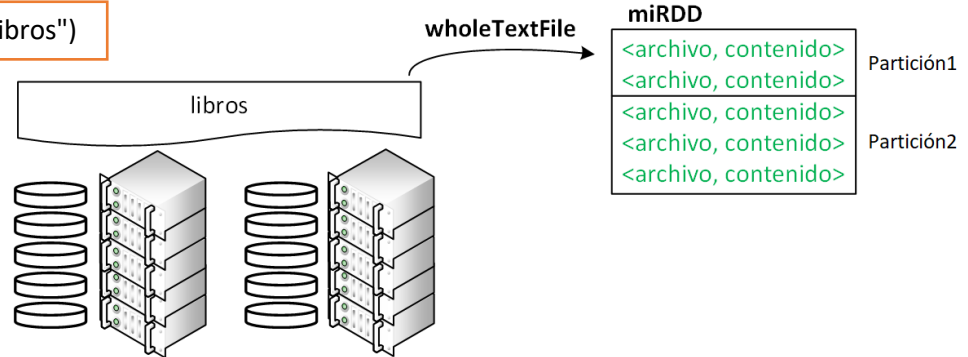 ibros")
wholeTextFile
miRDD
<archivo, contenido>
<archivo, contenido>
Partición1
<archivo, contenido>
<archivo, contenido>
<archivo, contenido>
Partición2
libros